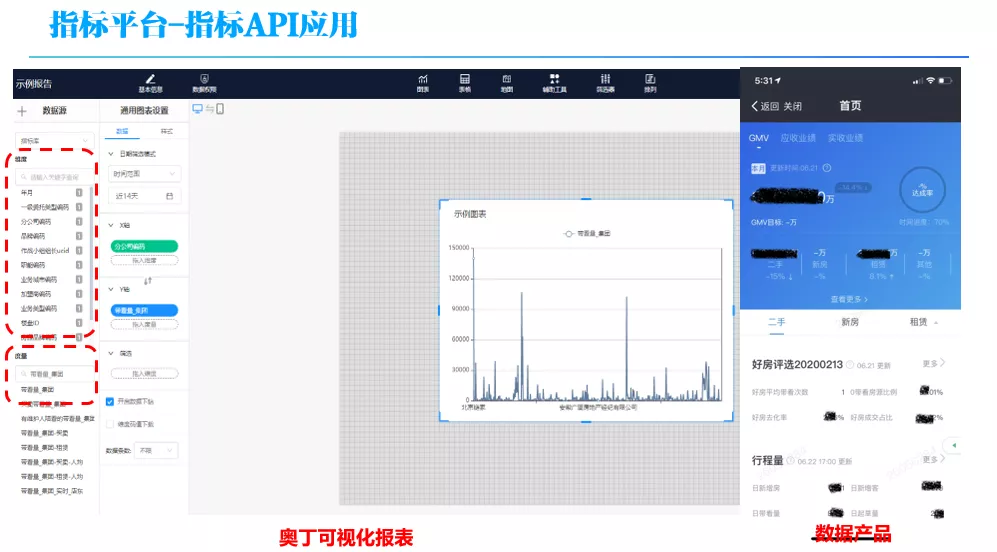 指标平台-指标API应用
示例报告
基本信息
数据权限
图表
表格
地图
辅助工具
筛选器
排列
数据源
指标库
维度
请输入关键字查询
年月
一级委托类型编码
分公司编码
品牌编码
作战小组组长ucid
职能编码
业务城市编码
加盟商编码
业务类型编码
楼盘ID
度量
带看量_集团
带看量_集团
有维护人陪看的带看量_集团
带看量_集团-买卖
带看量_集团-租赁
带看量_集团-买卖-人均
带看量_集团-租赁-人均
带看量_集团_实时_店东
通用图表设置
数据
样式
日期筛选模式
时间范围
近14天
X轴
分公司编码
拖入维度
Y轴
带看量_集团
拖入度量
筛选
拖入维度
开启数据下钻
维度码值下载
数据条数:
不限
示例图表
带看量_集团
150000
120000
90000
60000
30000
0
北京链家
安徽广厦房地产经纪有限公司
5:31
返回 关闭
首页
GMV 应收业绩 实收业绩
本月 更新时间 06.21
万
达成率
GMV目标: -万
时间进度: 70%
-万
-万
二手
新房
租赁
其他
-15%
-%
6.1%
-%
查看更多
二手
新房
租赁
好房评选20200213
06.21 更新
更多
好房平均带看次数
1
0带看房源比例
01%
好房去化率
好房成交占比
行程量
06.22 17:00 更新
更多
日新增房
日新增客
日带看量
日起草量
奥丁可视化报表
数据产品